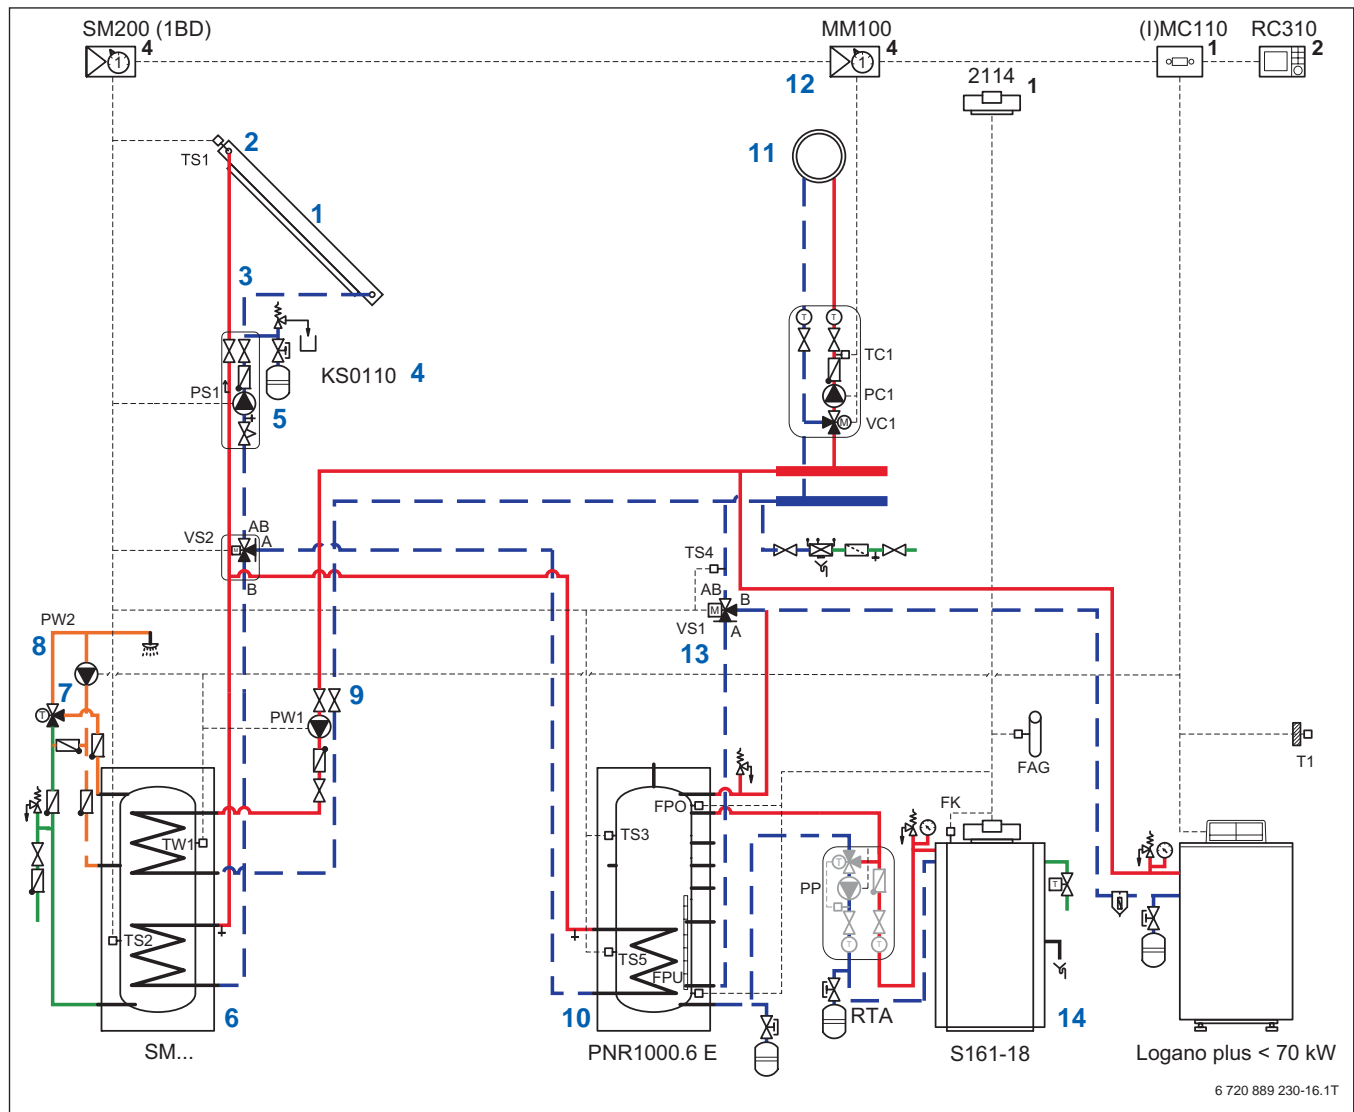 SM200 (1BD)
4
1
MM100
4
1
12
(I)MC110
1
RC310
2
2114
1
2
TS1
1
11
3
T
T
TC1
KS0110
4
PS1
PC1
5
M
VC1
AB
VS2
M
A
B
TS4
AB
B
M
VS1
A
PW2
8
13
7
9
T
PW1
FAG
T1
FPO
FK
TW1
TS3
PP
T
TS2
TS5
FPU
T
T
6
10
RTA
14
SM...
PNR1000.6 E
S161-18
Logano plus < 70 kW
6 720 889 230-16.1T